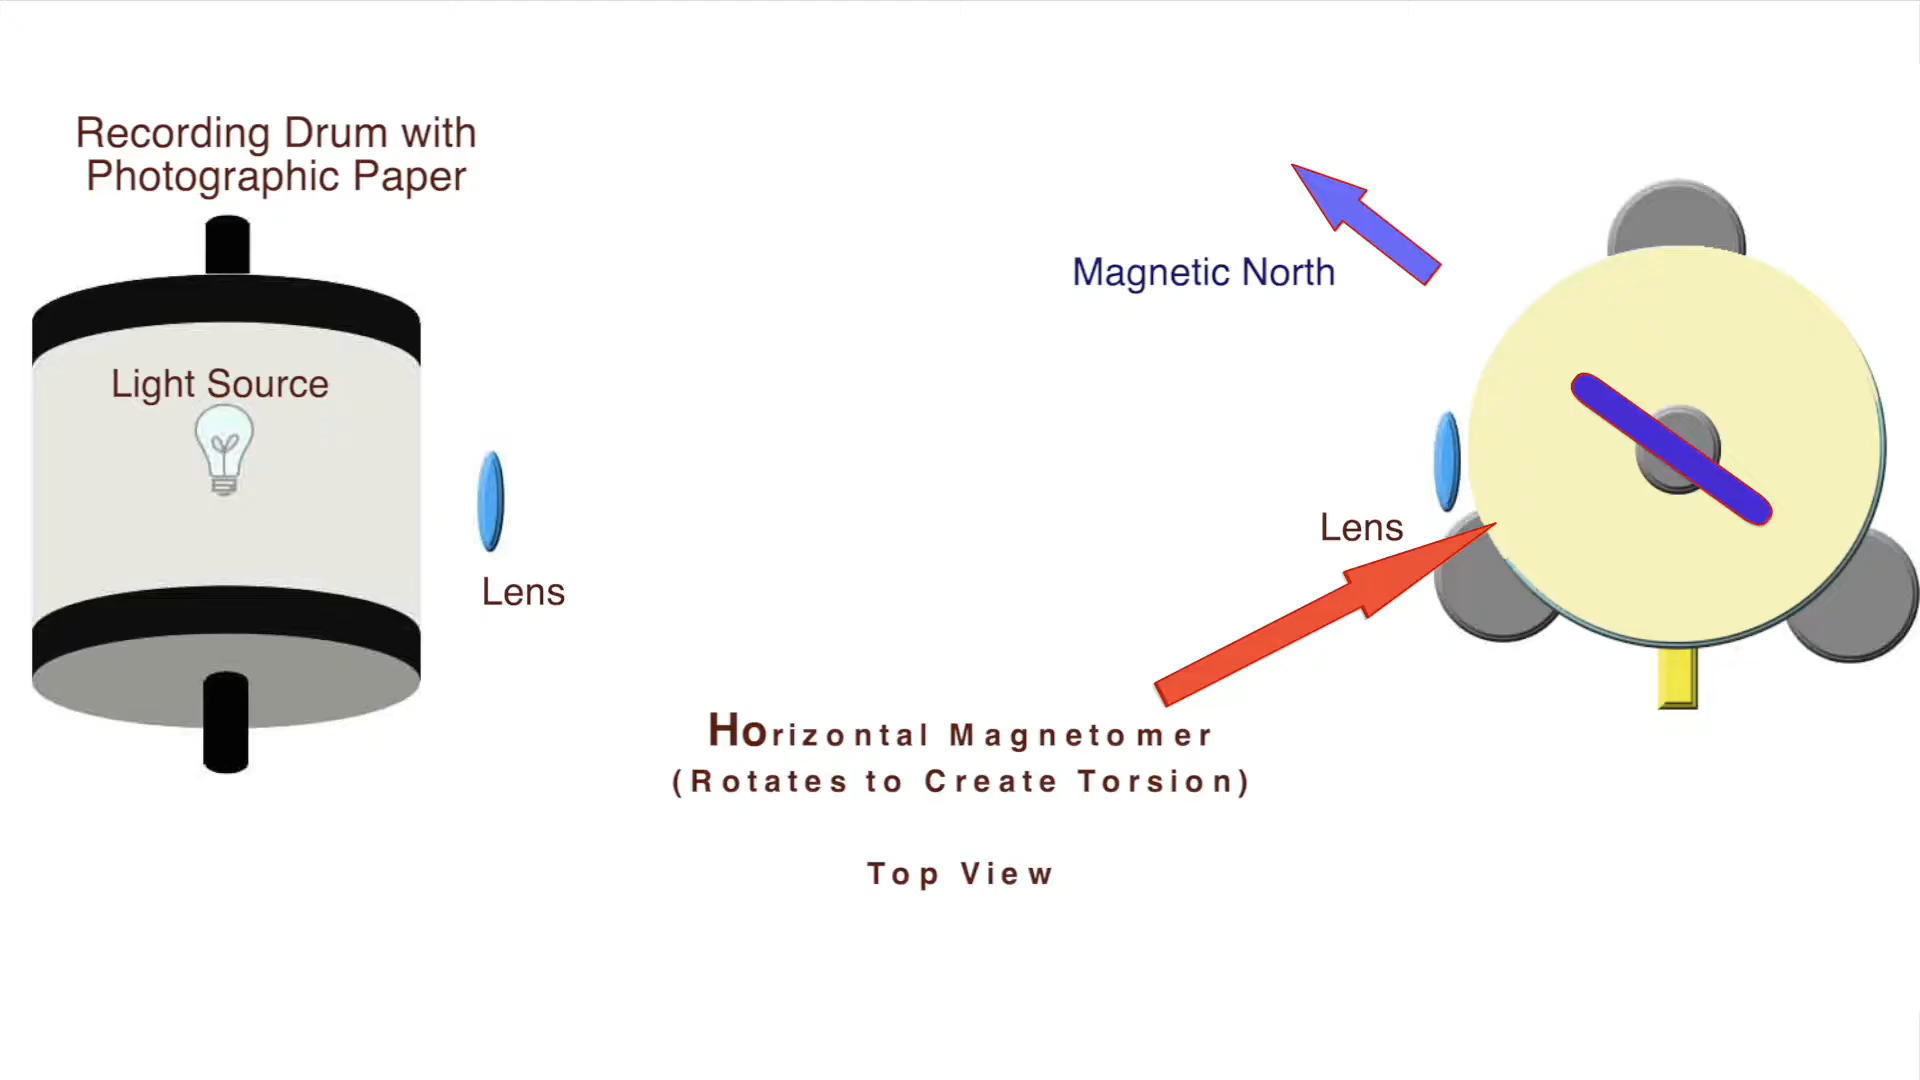 Recording Drum with
Photographic Paper
Light Source
Lens
Magnetic North
Lens
Horizontal Magnetomer
(Rotates to Create Torsion)
Top View